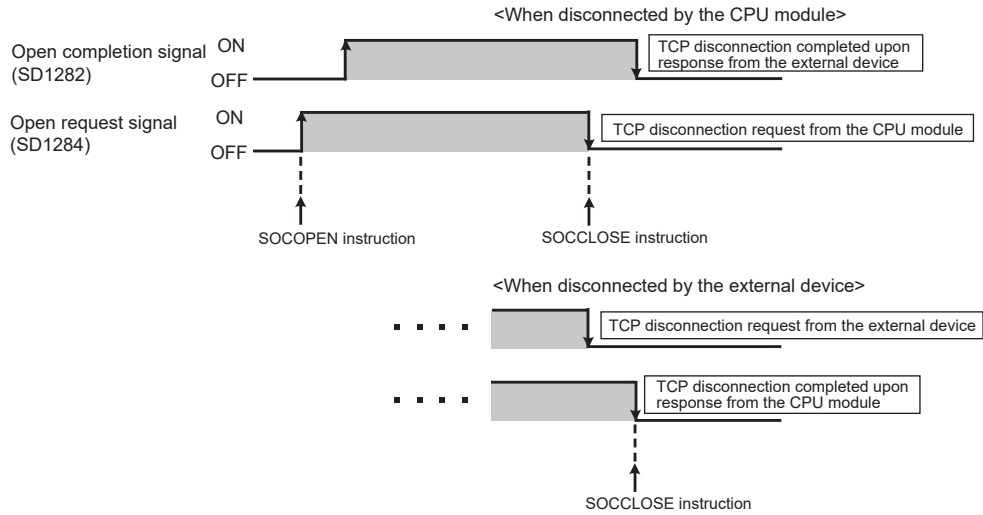 <When disconnected by the CPU module>
Open completion signal
(SD1282)
ON
OFF
TCP disconnection completed upon
response from the external device
Open request signal
(SD1284)
ON
OFF
TCP disconnection request from the CPU module
SOCOPEN instruction
SOCCLOSE instruction
<When disconnected by the external device>
TCP disconnection request from the external device
TCP disconnection completed upon
response from the CPU module
SOCCLOSE instruction